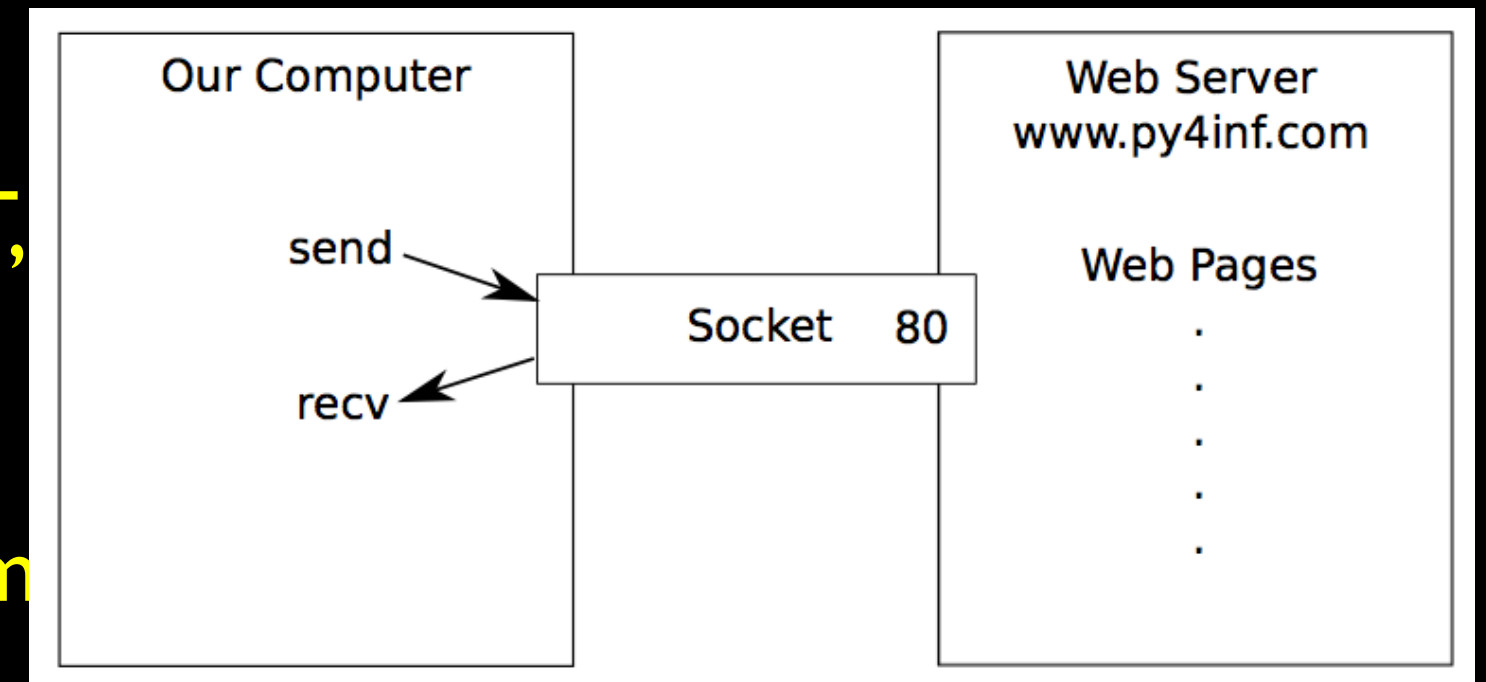 Our Computer
send
recv
Socket 80
Web Server
www.py4inf.com
Web Pages
.
.
.
.
.